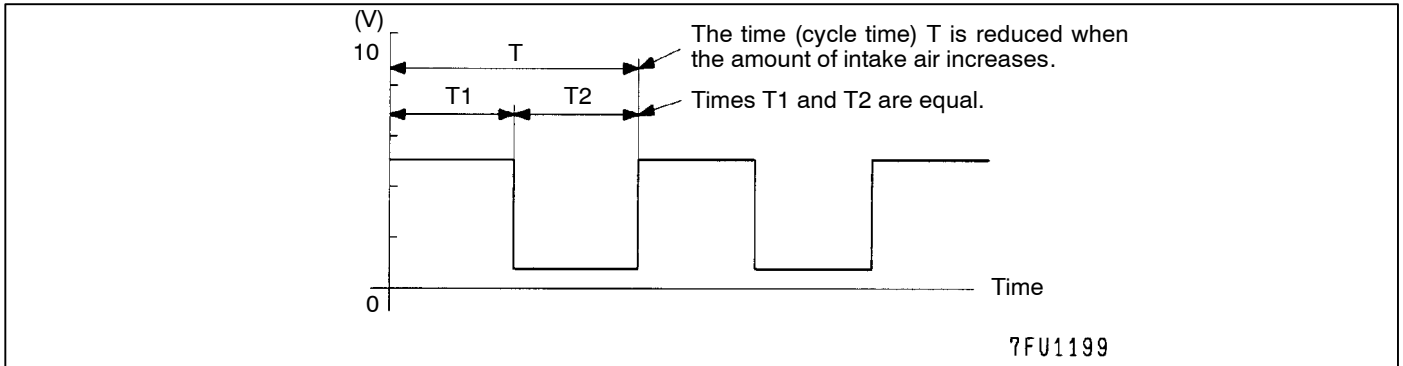 (V)
10
T
The time (cycle time) T is reduced when
the amount of intake air increases.
T1
T2
Times T1 and T2 are equal.
Time
0
7FU1199